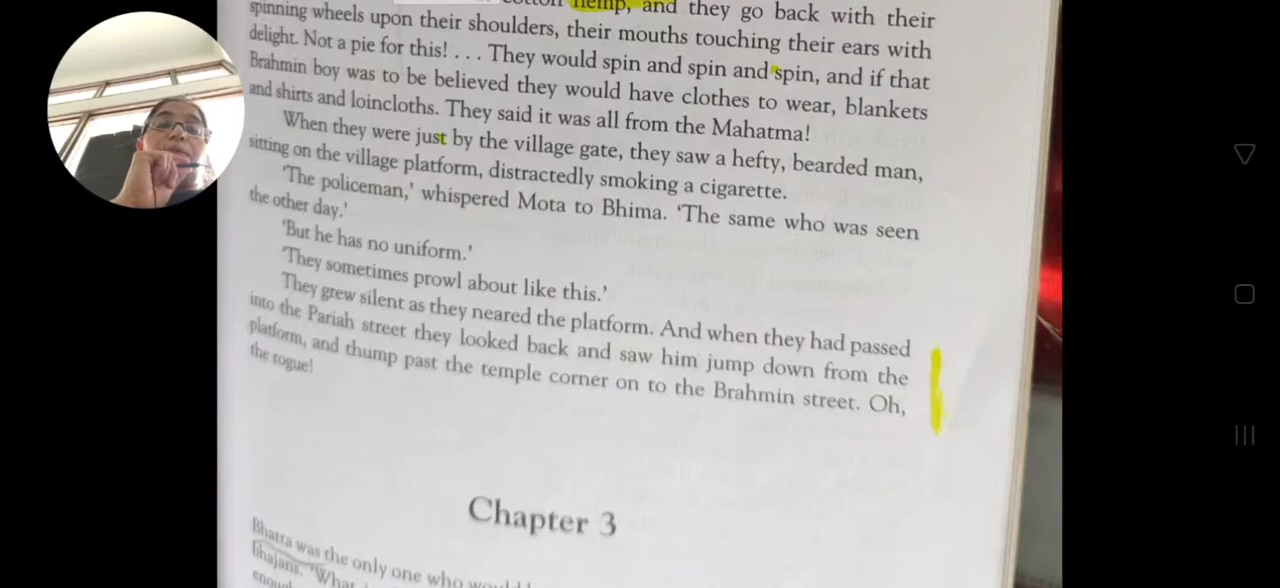 cotton hemp, and they go back with their
spinning wheels upon their shoulders, their mouths touching their ears with
delight. Not a pie for this! . . . They would spin and spin and spin, and if that
Brahmin boy was to be believed they would have clothes to wear, blankets
and shirts and loincloths. They said it was all from the Mahatma!
When they were just by the village gate, they saw a hefty, bearded man,
sitting on the village platform, distractedly smoking a cigarette.
'The policeman,' whispered Mota to Bhima. 'The same who was seen
the other day.'
'But he has no uniform.'
'They sometimes prowl about like this.'
They grew silent as they neared the platform. And when they had passed
into the Pariah street they looked back and saw him jump down from the
platform, and thump past the temple corner on to the Brahmin street. Oh,
the rogue!
Chapter 3
Bhatta was the only one who would
bhajans. 'What